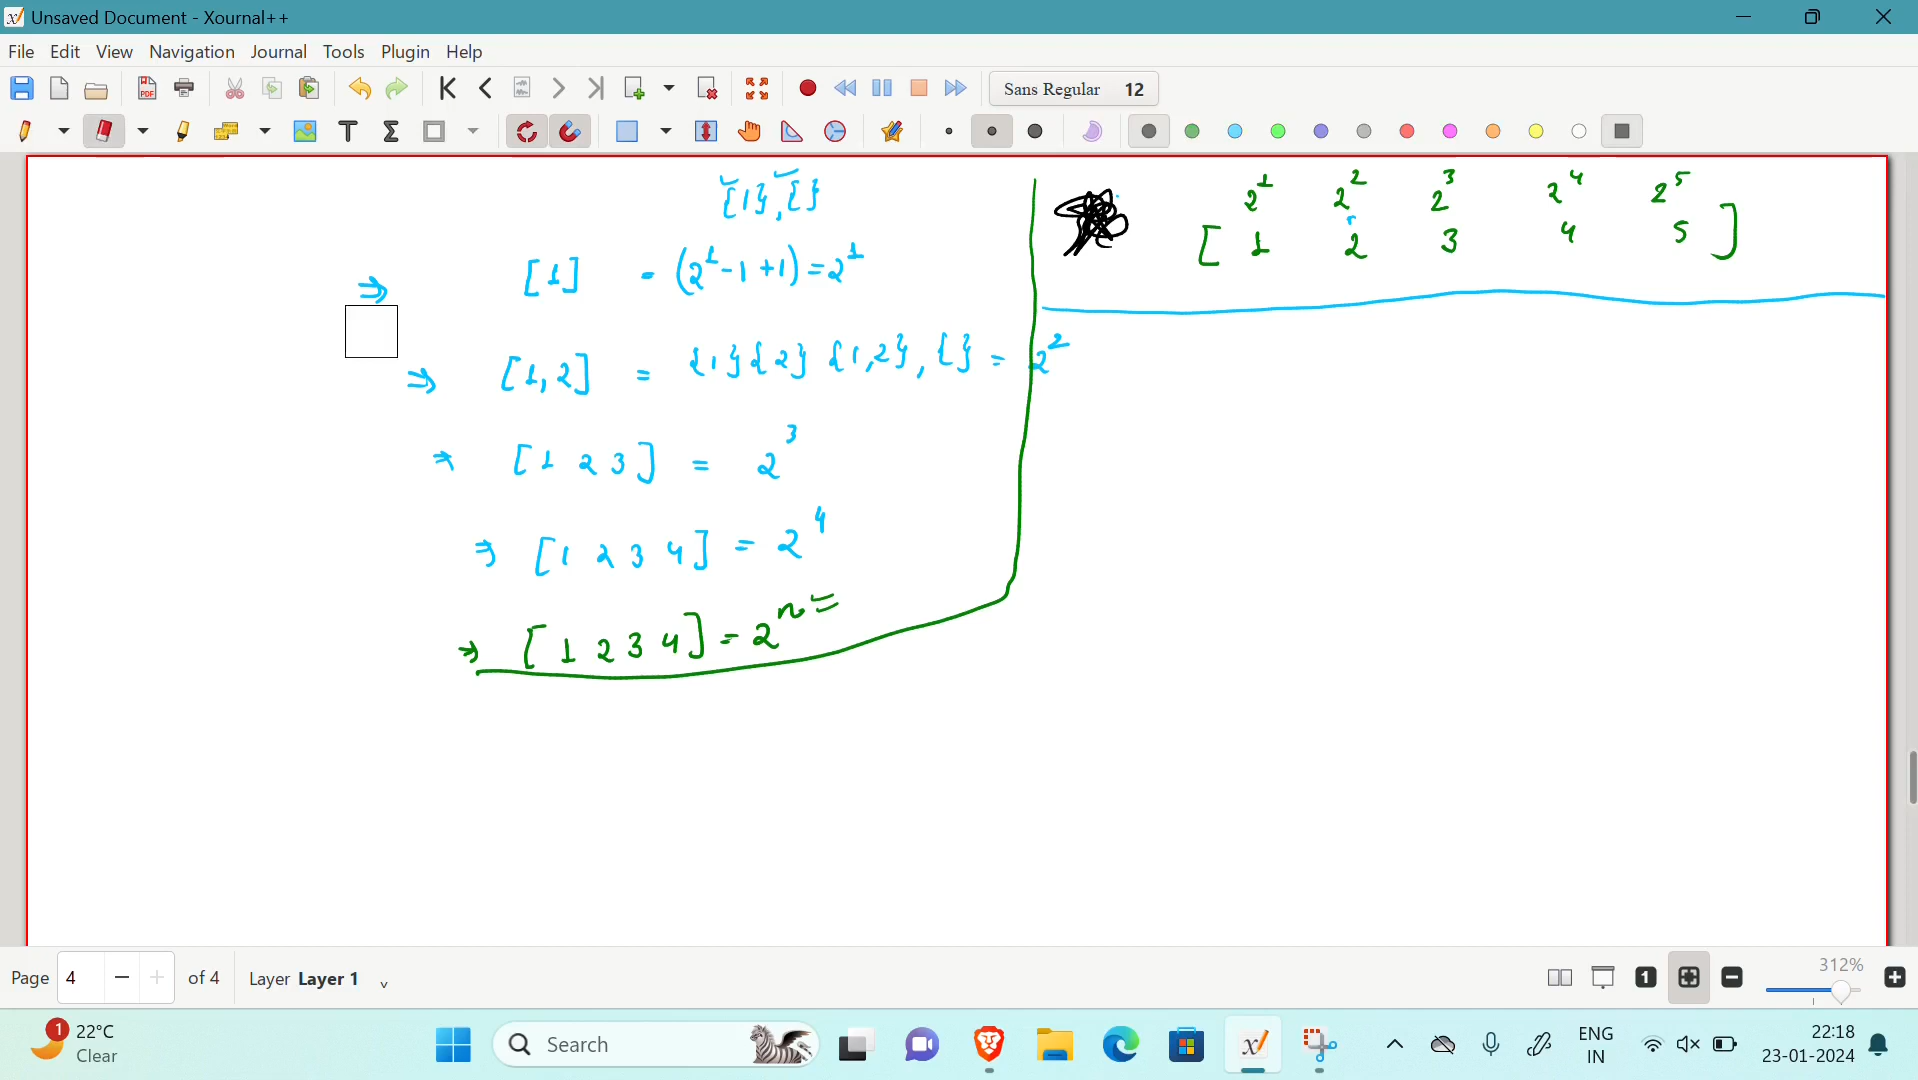 Unsaved Document - Xournal++
File Edit View Navigation Journal Tools Plugin Help
Sans Regular 12
{1}, {}
⇒ [1] = (2^1 - 1 + 1) = 2^1
⇒ [1, 2] = {1} {2} {1,2}, {} = 2^2
⇒ [1 2 3] = 2^3
⇒ [1 2 3 4] = 2^4
⇒ [1 2 3 4] = 2^n =
2^1 2^2 2^3 2^4 2^5
[ 1 2 3 4 5 ]
Page 4 of 4 Layer Layer 1
1
312%
1
22°C
Clear
Search
ENG
IN
22:18
23-01-2024